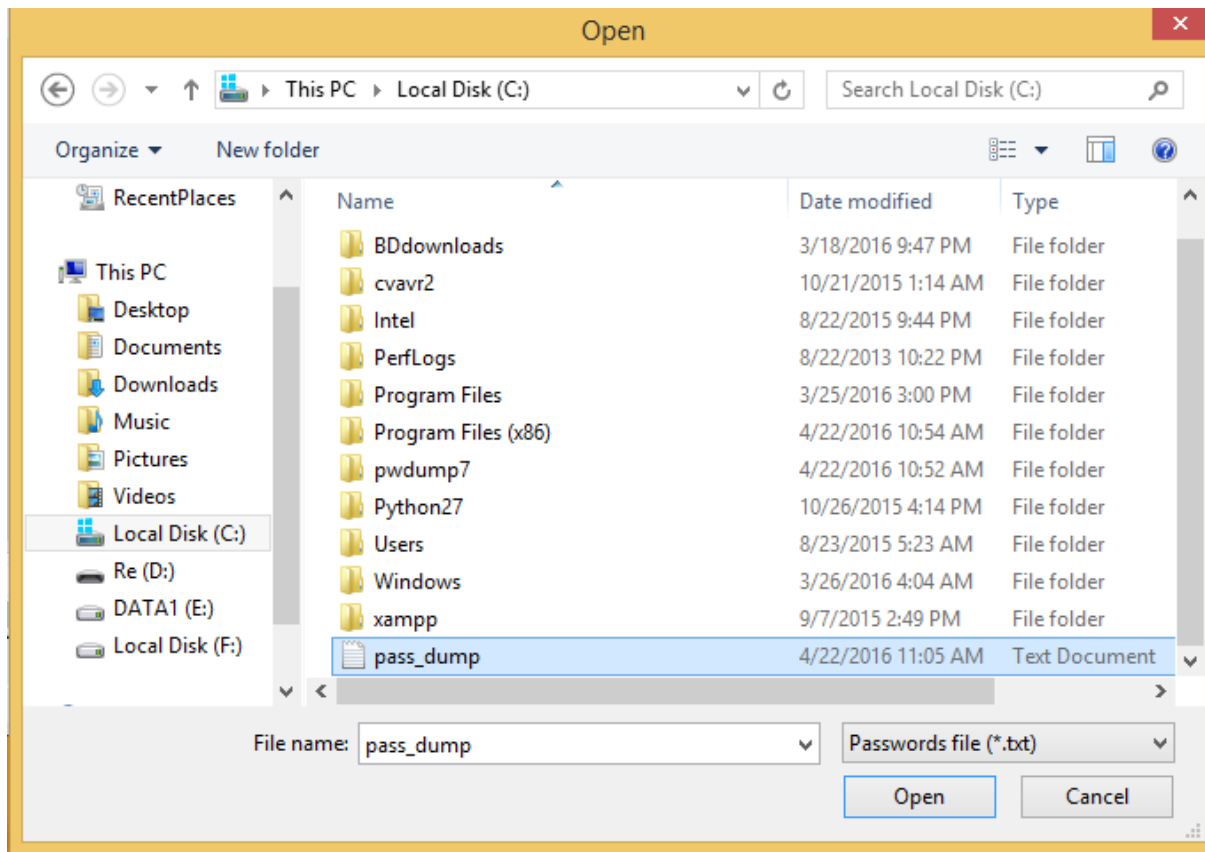 Open
This PC Local Disk (C:) Search Local Disk (C:)
Organize New folder
RecentPlaces
This PC
Desktop
Documents
Downloads
Music
Pictures
Videos
Local Disk (C:)
Re (D:)
DATA1 (E:)
Local Disk (F:)
Name Date modified Type
BDdownloads 3/18/2016 9:47 PM File folder
cvavr2 10/21/2015 1:14 AM File folder
Intel 8/22/2015 9:44 PM File folder
PerfLogs 8/22/2013 10:22 PM File folder
Program Files 3/25/2016 3:00 PM File folder
Program Files (x86) 4/22/2016 10:54 AM File folder
pwdump7 4/22/2016 10:52 AM File folder
Python27 10/26/2015 4:14 PM File folder
Users 8/23/2015 5:23 AM File folder
Windows 3/26/2016 4:04 AM File folder
xampp 9/7/2015 2:49 PM File folder
pass_dump 4/22/2016 11:05 AM Text Document
File name: pass_dump Passwords file (*.txt)
Open Cancel